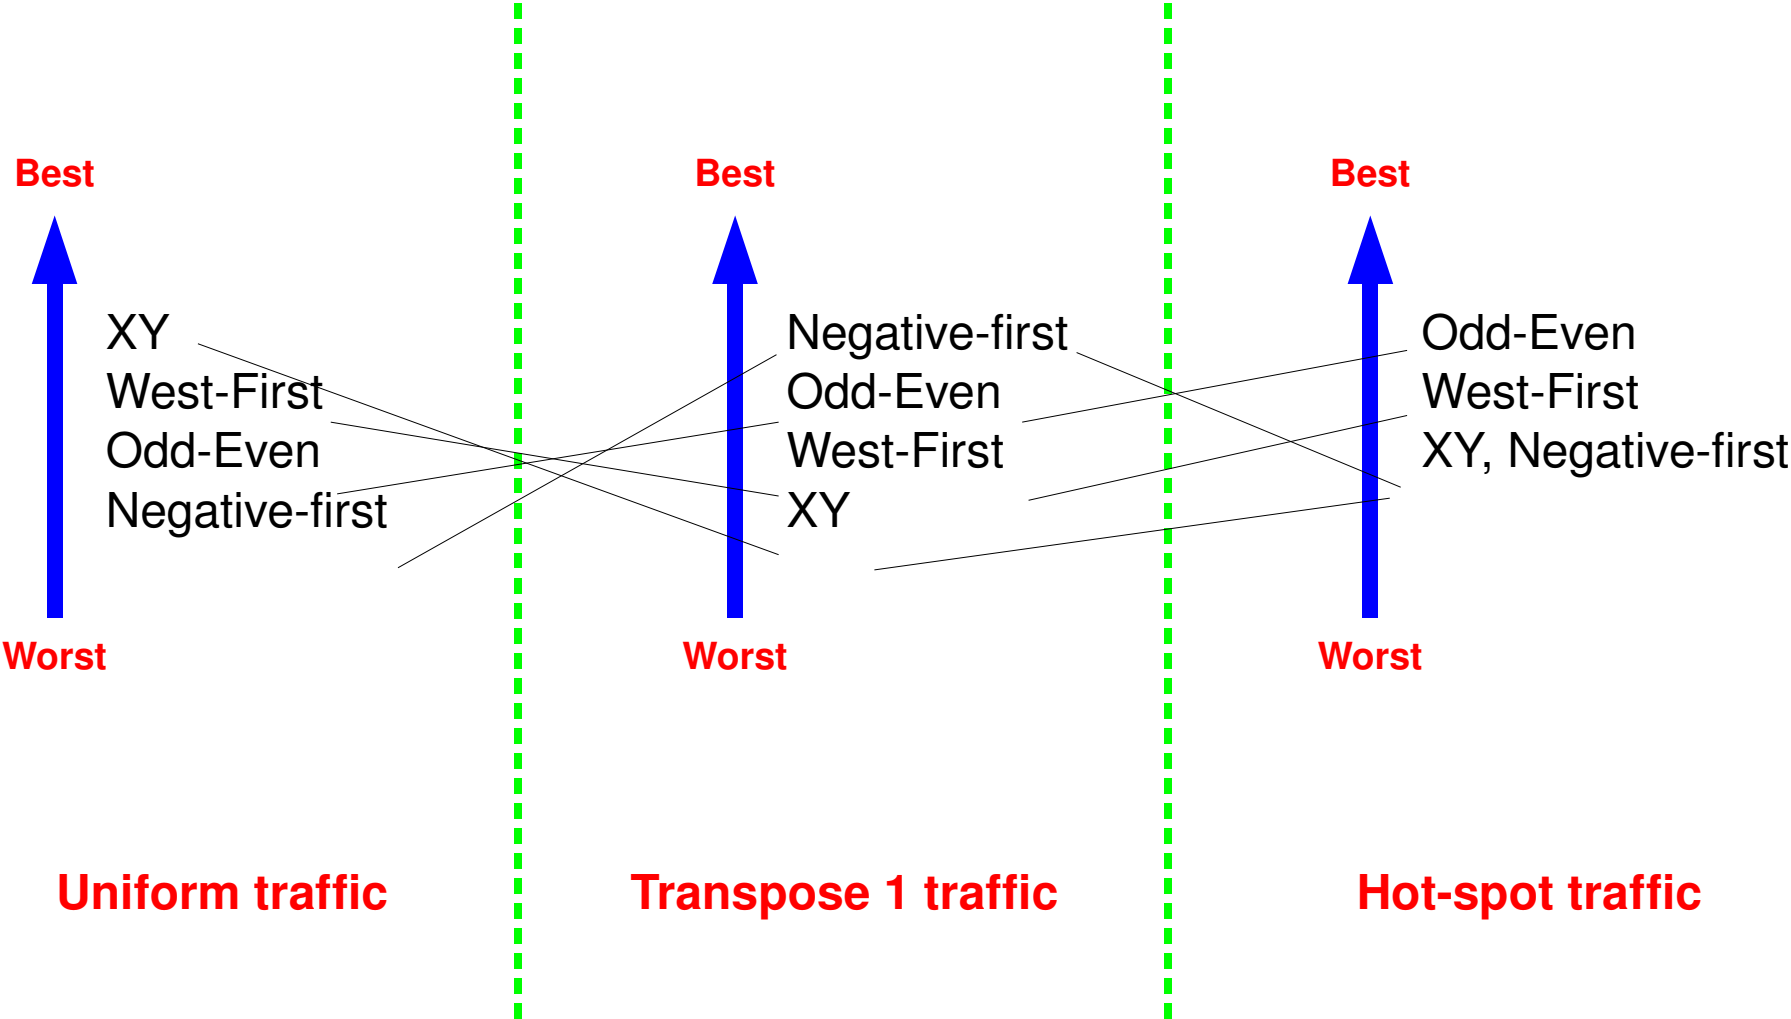 Best
XY
West-First
Odd-Even
Negative-first
Worst
Uniform traffic
Best
Negative-first
Odd-Even
West-First
XY
Worst
Transpose 1 traffic
Best
Odd-Even
West-First
XY, Negative-first
Worst
Hot-spot traffic